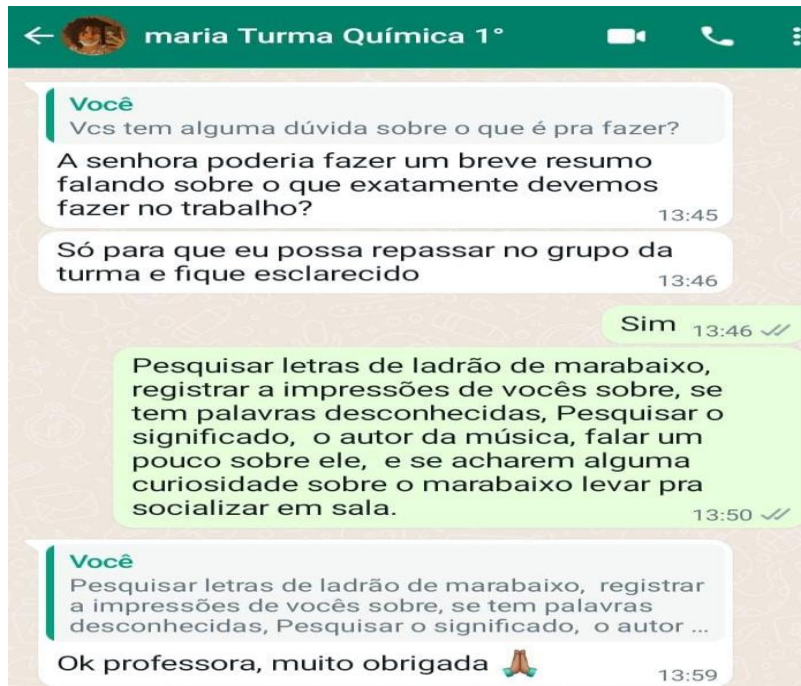 maria Turma Química 1°
Você
Vcs tem alguma dúvida sobre o que é pra fazer?
A senhora poderia fazer um breve resumo
falando sobre o que exatamente devemos
fazer no trabalho?
13:45
Só para que eu possa repassar no grupo da
turma e fique esclarecido
13:46
Sim 13:46
Pesquisar letras de ladrão de marabaixo,
registrar a impressões de vocês sobre, se
tem palavras desconhecidas, Pesquisar o
significado, o autor da música, falar um
pouco sobre ele, e se acharem alguma
curiosidade sobre o marabaixo levar pra
socializar em sala.
13:50
Você
Pesquisar letras de ladrão de marabaixo, registrar
a impressões de vocês sobre, se tem palavras
desconhecidas, Pesquisar o significado, o autor ...
Ok professora, muito obrigada 🙏🏽
13:59